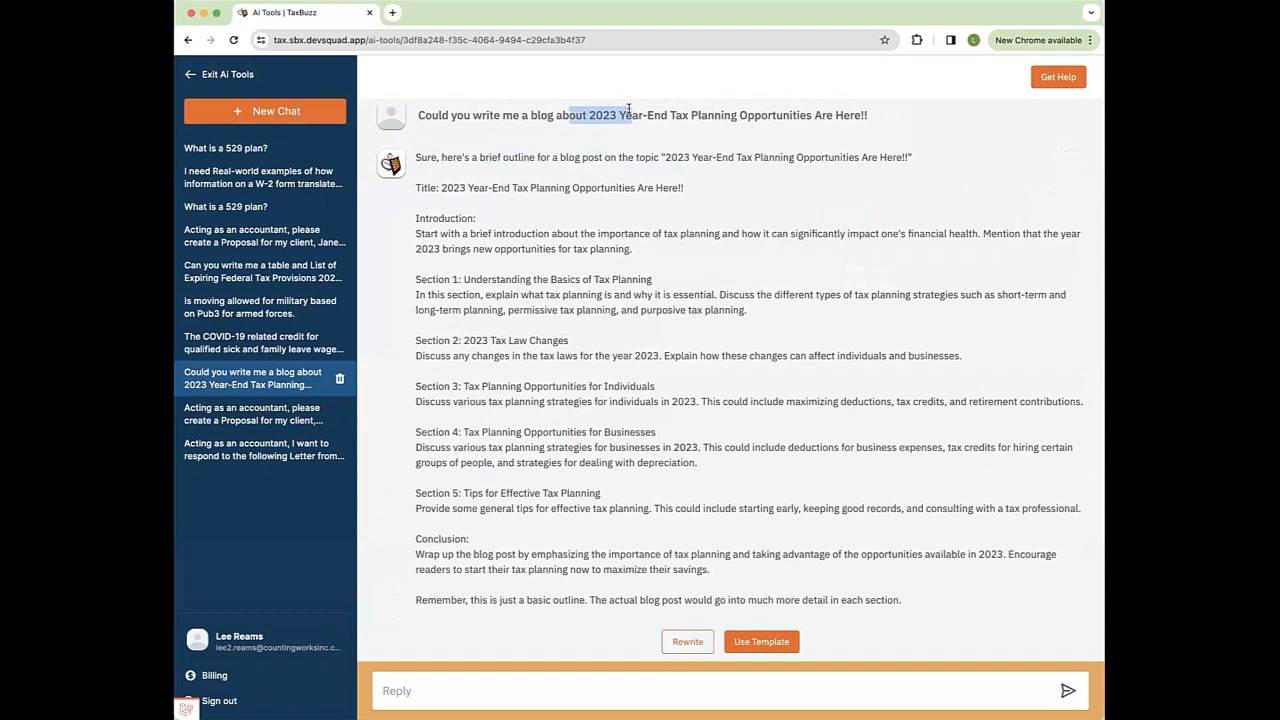 Ai Tools | TaxBuzz
tax.sbx.devsquad.app/ai-tools/3df8a248-f35c-4064-9494-c29cfa3b4f37
L
New Chrome available
Exit Ai Tools
Get Help
+ New Chat
What is a 529 plan?
I need Real-world examples of how
information on a W-2 form translate...
What is a 529 plan?
Acting as an accountant, please
create a Proposal for my client, Jane...
Can you write me a table and List of
Expiring Federal Tax Provisions 202...
Is moving allowed for military based
on Pub3 for armed forces.
The COVID-19 related credit for
qualified sick and family leave wage...
Could you write me a blog about
2023 Year-End Tax Planning...
Acting as an accountant, please
create a Proposal for my client,...
Acting as an accountant, I want to
respond to the following Letter from...
Lee Reams
lee2.reams@countingworksinc.c...
Billing
Sign out
Could you write me a blog about 2023 Year-End Tax Planning Opportunities Are Here!!
Sure, here's a brief outline for a blog post on the topic "2023 Year-End Tax Planning Opportunities Are Here!!"
Title: 2023 Year-End Tax Planning Opportunities Are Here!!
Introduction:
Start with a brief introduction about the importance of tax planning and how it can significantly impact one's financial health. Mention that the year
2023 brings new opportunities for tax planning.
Section 1: Understanding the Basics of Tax Planning
In this section, explain what tax planning is and why it is essential. Discuss the different types of tax planning strategies such as short-term and
long-term planning, permissive tax planning, and purposive tax planning.
Section 2: 2023 Tax Law Changes
Discuss any changes in the tax laws for the year 2023. Explain how these changes can affect individuals and businesses.
Section 3: Tax Planning Opportunities for Individuals
Discuss various tax planning strategies for individuals in 2023. This could include maximizing deductions, tax credits, and retirement contributions.
Section 4: Tax Planning Opportunities for Businesses
Discuss various tax planning strategies for businesses in 2023. This could include deductions for business expenses, tax credits for hiring certain
groups of people, and strategies for dealing with depreciation.
Section 5: Tips for Effective Tax Planning
Provide some general tips for effective tax planning. This could include starting early, keeping good records, and consulting with a tax professional.
Conclusion:
Wrap up the blog post by emphasizing the importance of tax planning and taking advantage of the opportunities available in 2023. Encourage
readers to start their tax planning now to maximize their savings.
Remember, this is just a basic outline. The actual blog post would go into much more detail in each section.
Rewrite
Use Template
Reply